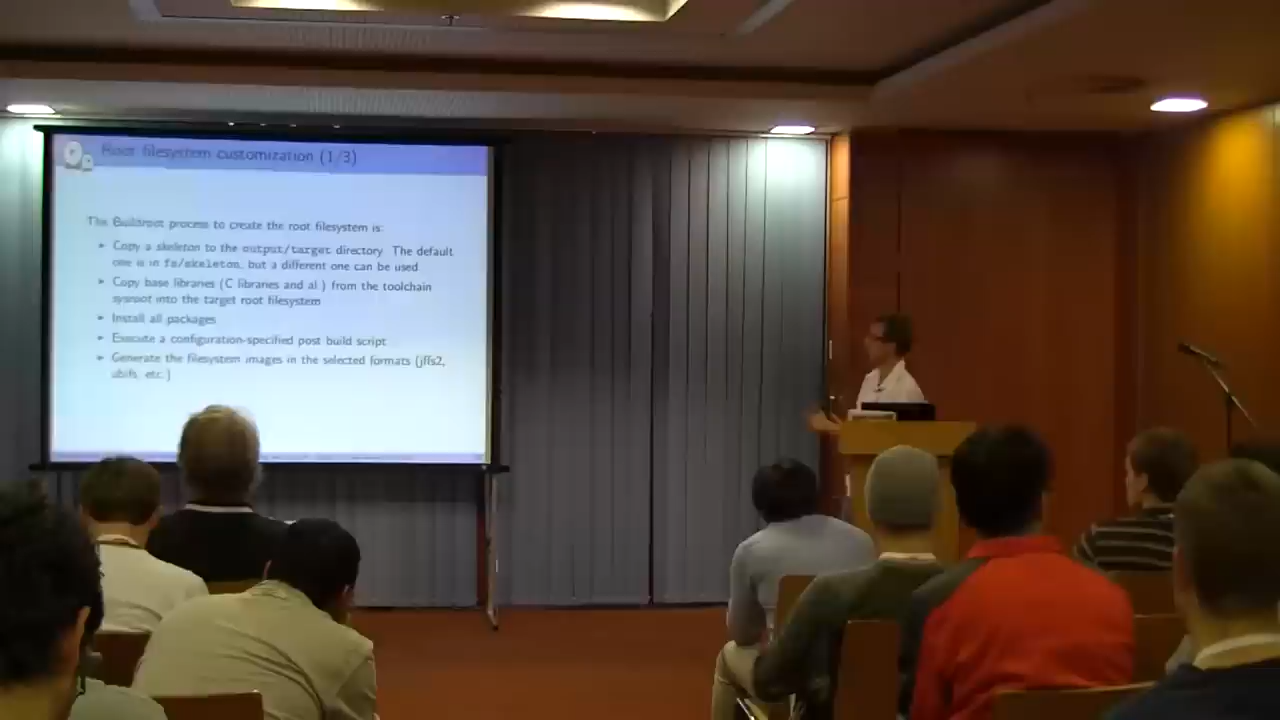 Root filesystem customization (1/3)
The Buildroot process to create the root filesystem is:
Copy a skeleton to the output/target directory. The default
one is in fs/skeleton, but a different one can be used
Copy base libraries (C libraries and al.) from the toolchain
sysroot into the target root filesystem
Install all packages
Execute a configuration-specified post build script
Generate the filesystem images in the selected formats (jffs2,
ubifs, etc.)